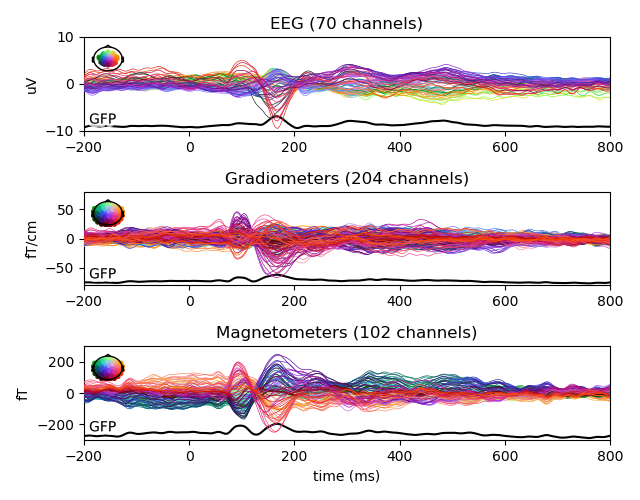 EEG (70 channels)
10
0
−10
uV
GFP
−200 0 200 400 600 800
Gradiometers (204 channels)
50
0
−50
fT/cm
GFP
−200 0 200 400 600 800
Magnetometers (102 channels)
200
0
−200
fT
GFP
−200 0 200 400 600 800
time (ms)